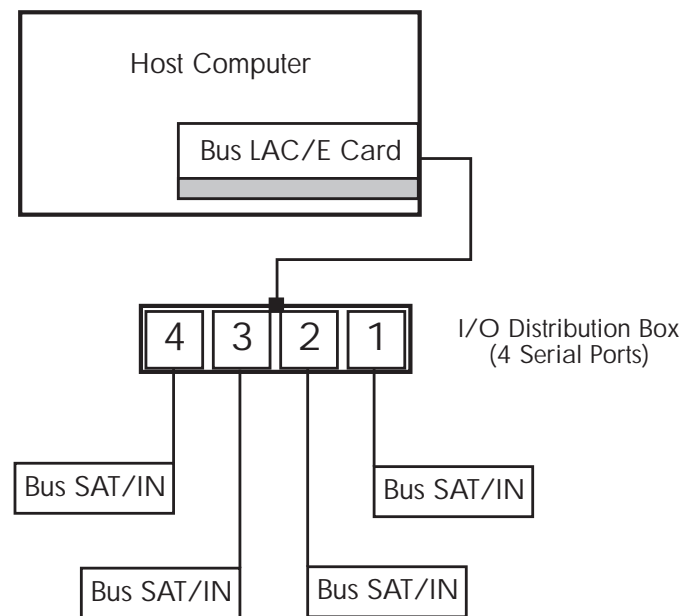 Host Computer
Bus LAC/E Card
4 3 2 1
I/O Distribution Box
(4 Serial Ports)
Bus SAT/IN
Bus SAT/IN
Bus SAT/IN
Bus SAT/IN